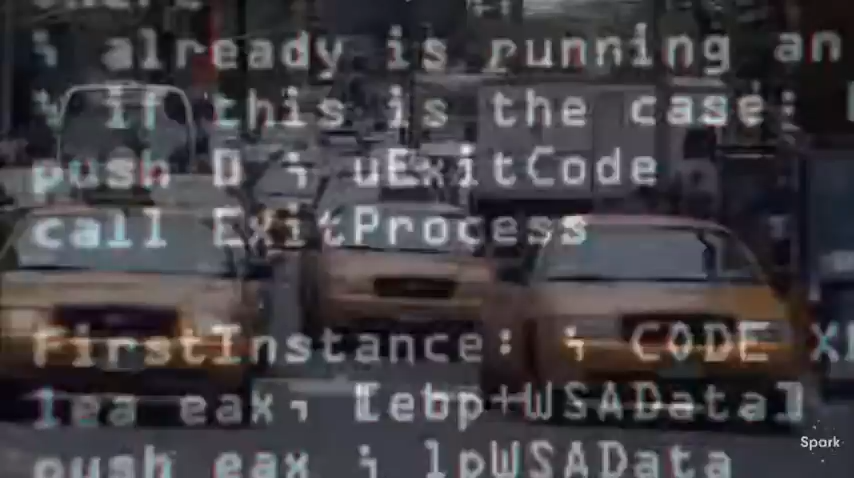 ; already is running an
; if this is the case:
push 0 ; uExitCode
call ExitProcess
FirstInstance: ; CODE
lea eax, [ebp+WSAData]
push eax ; lpWSAData
Spark